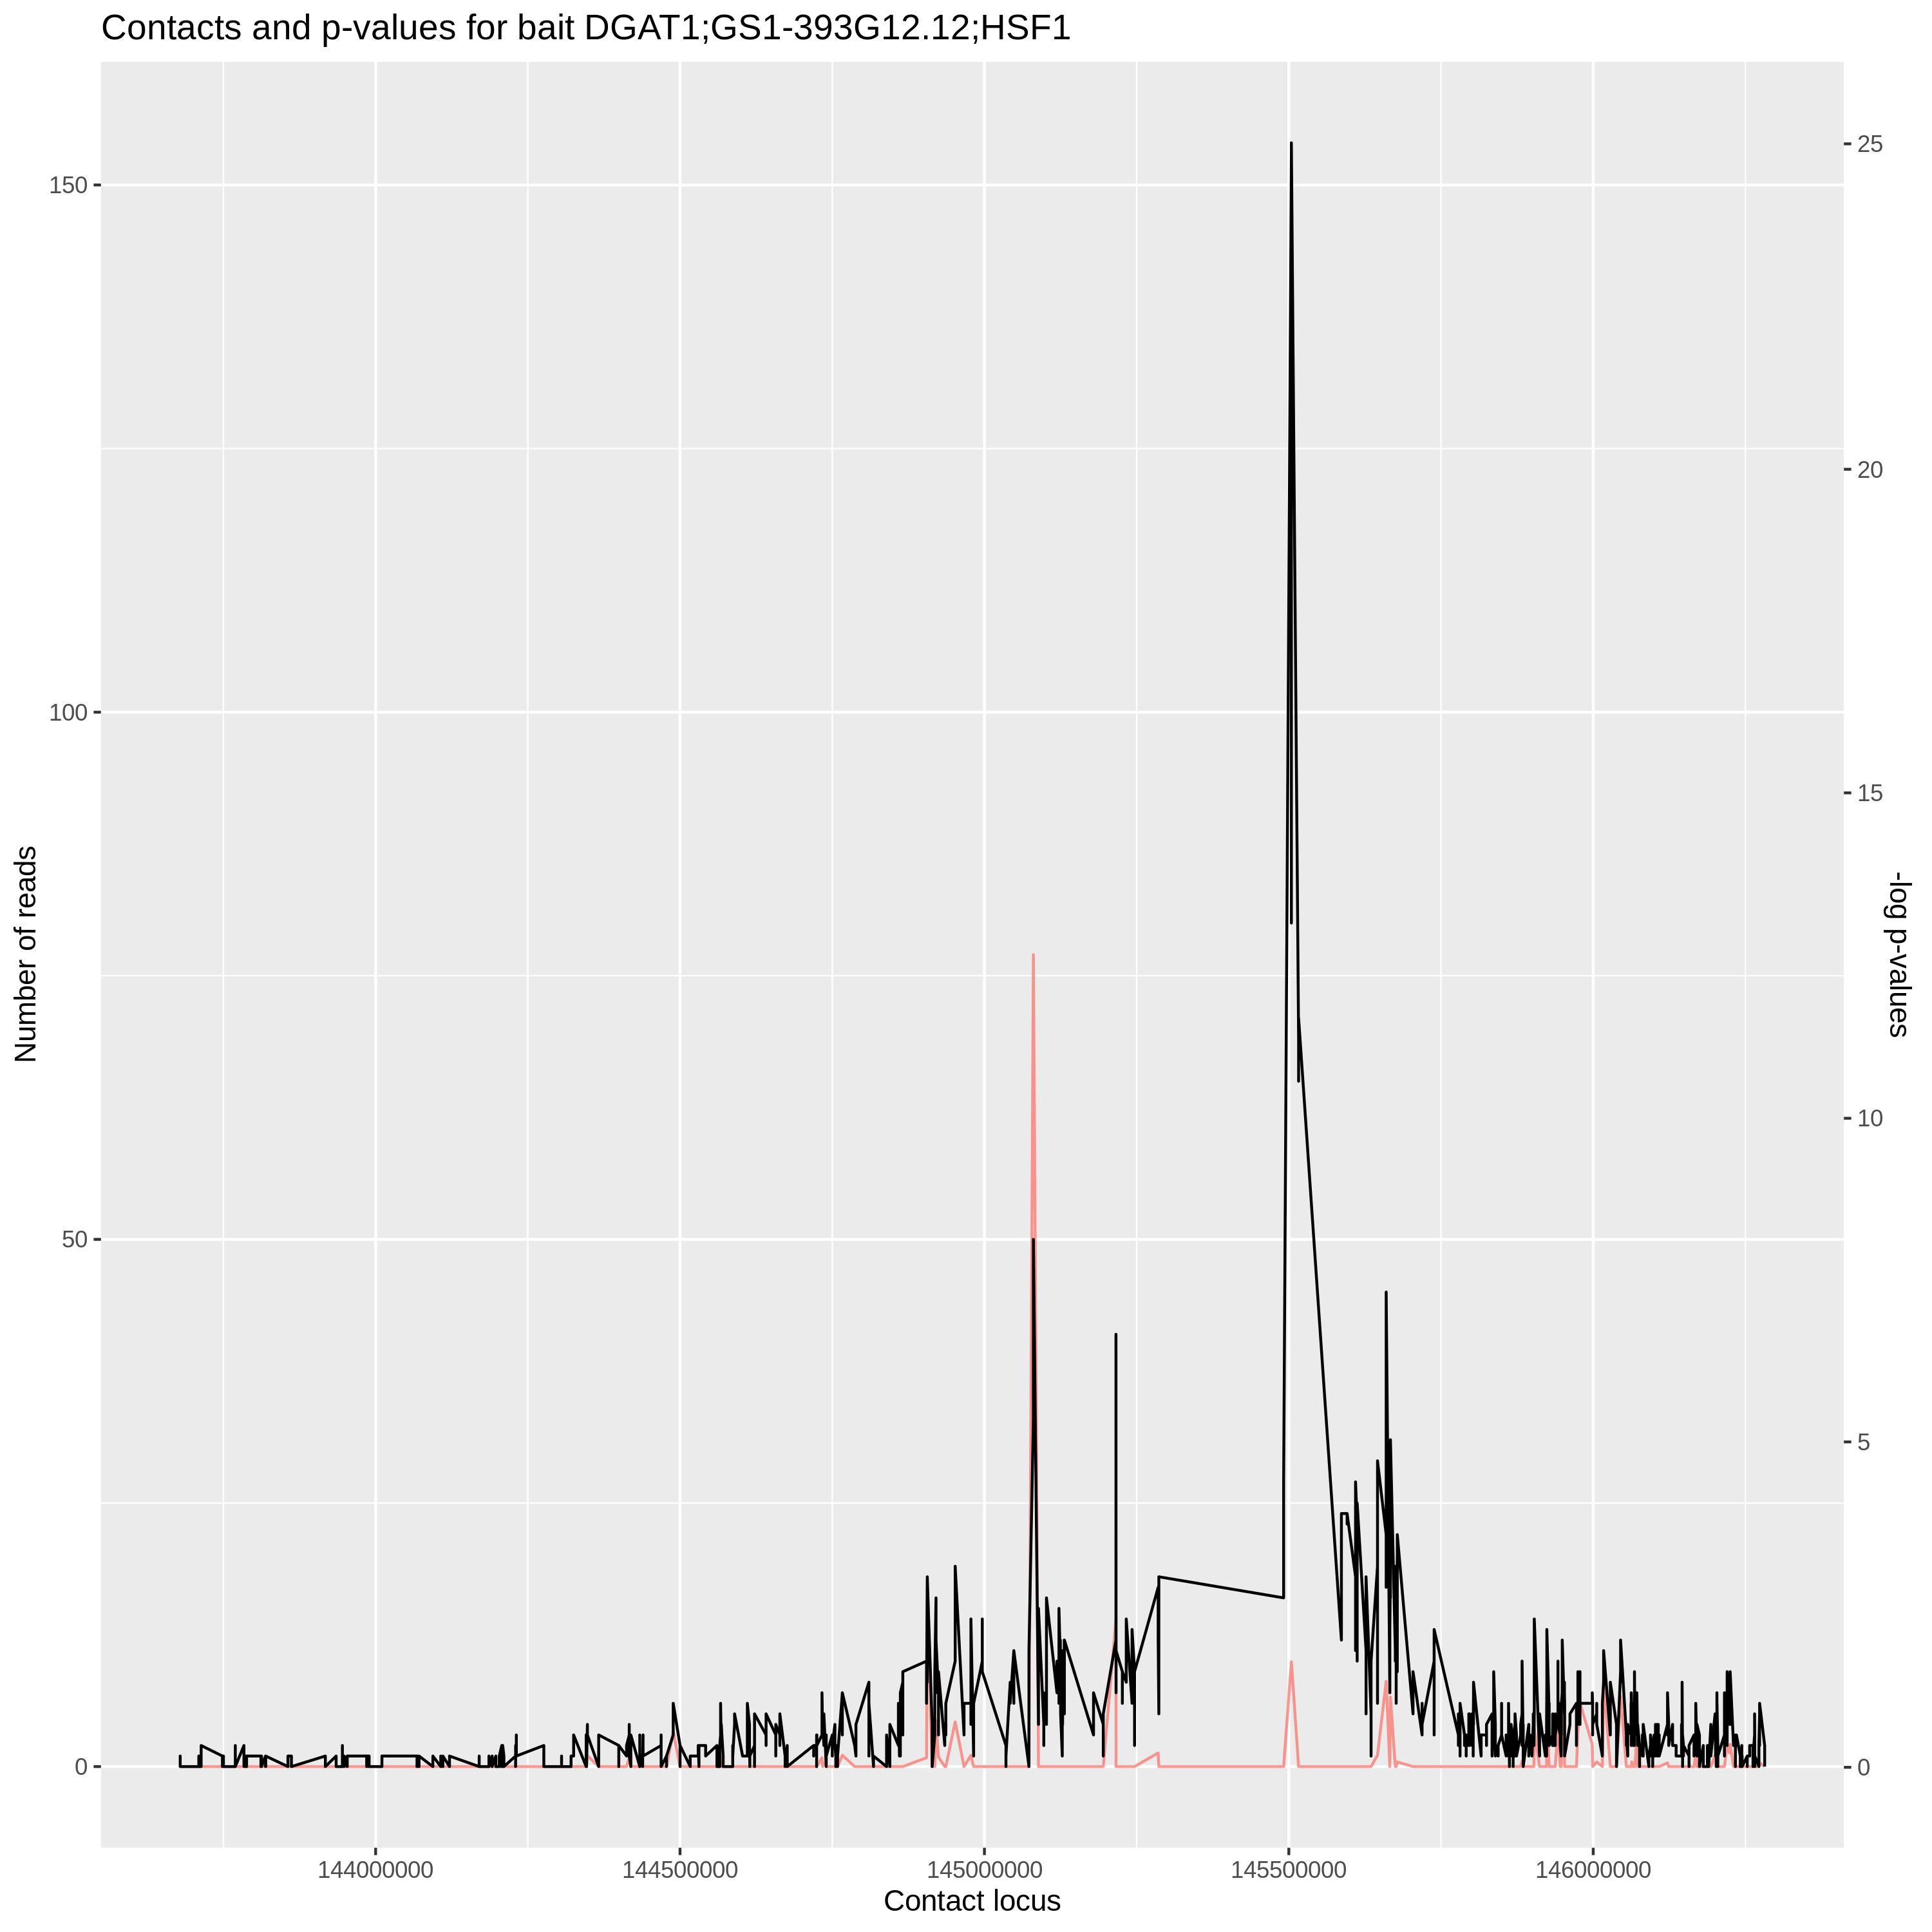 Contacts and p-values for bait DGAT1;GS1-393G12.12;HSF1
150
100
50
0
Number of reads
25
20
15
10
5
0
-log p-values
144000000 144500000 145000000 145500000 146000000
Contact locus